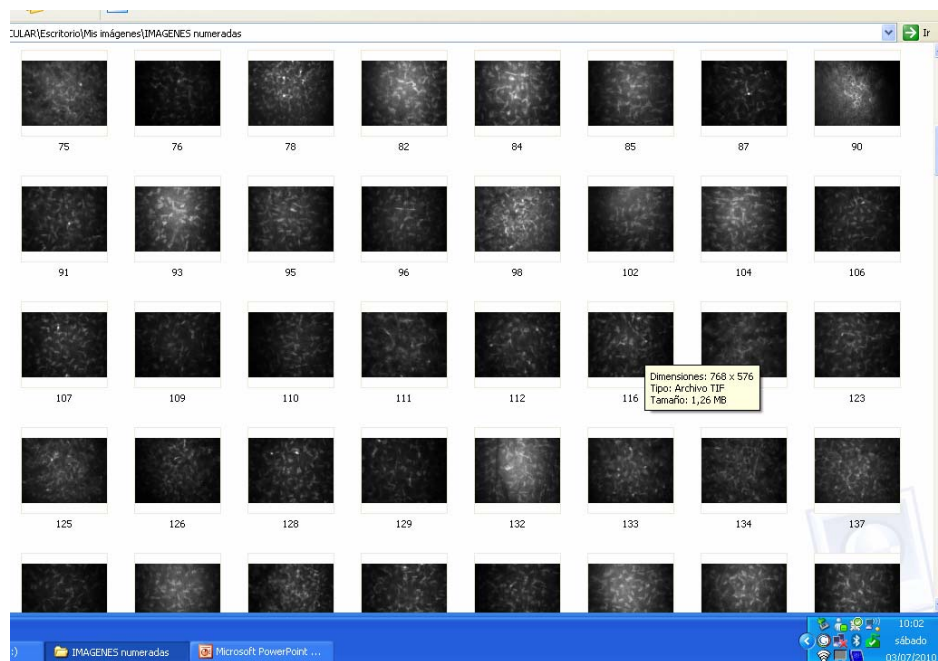 CULAR\Escritorio\Mis imágenes\IMAGENES numeradas
Ir
75 76 78 82 84 85 87 90
91 93 95 96 98 102 104 106
107 109 110 111 112 116 123
Dimensiones: 768 x 576
Tipo: Archivo TIF
Tamaño: 1,26 MB
125 126 128 129 132 133 134 137
10:02
:) IMAGENES numeradas Microsoft PowerPoint ... sábado
03/07/2010